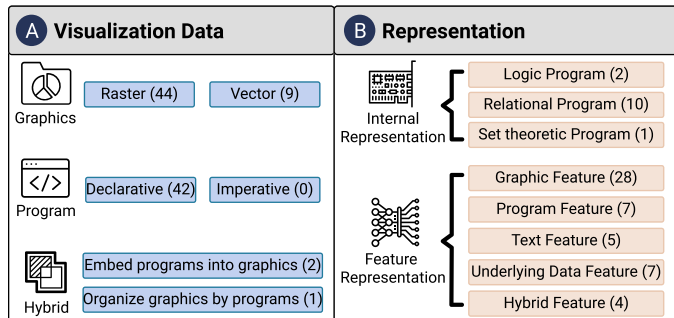 A Visualization Data
Graphics
Raster (44)
Vector (9)
</>
Program
Declarative (42)
Imperative (0)
Hybrid
Embed programs into graphics (2)
Organize graphics by programs (1)
B Representation
Internal
Representation
Logic Program (2)
Relational Program (10)
Set theoretic Program (1)
Feature
Representation
Graphic Feature (28)
Program Feature (7)
Text Feature (5)
Underlying Data Feature (7)
Hybrid Feature (4)